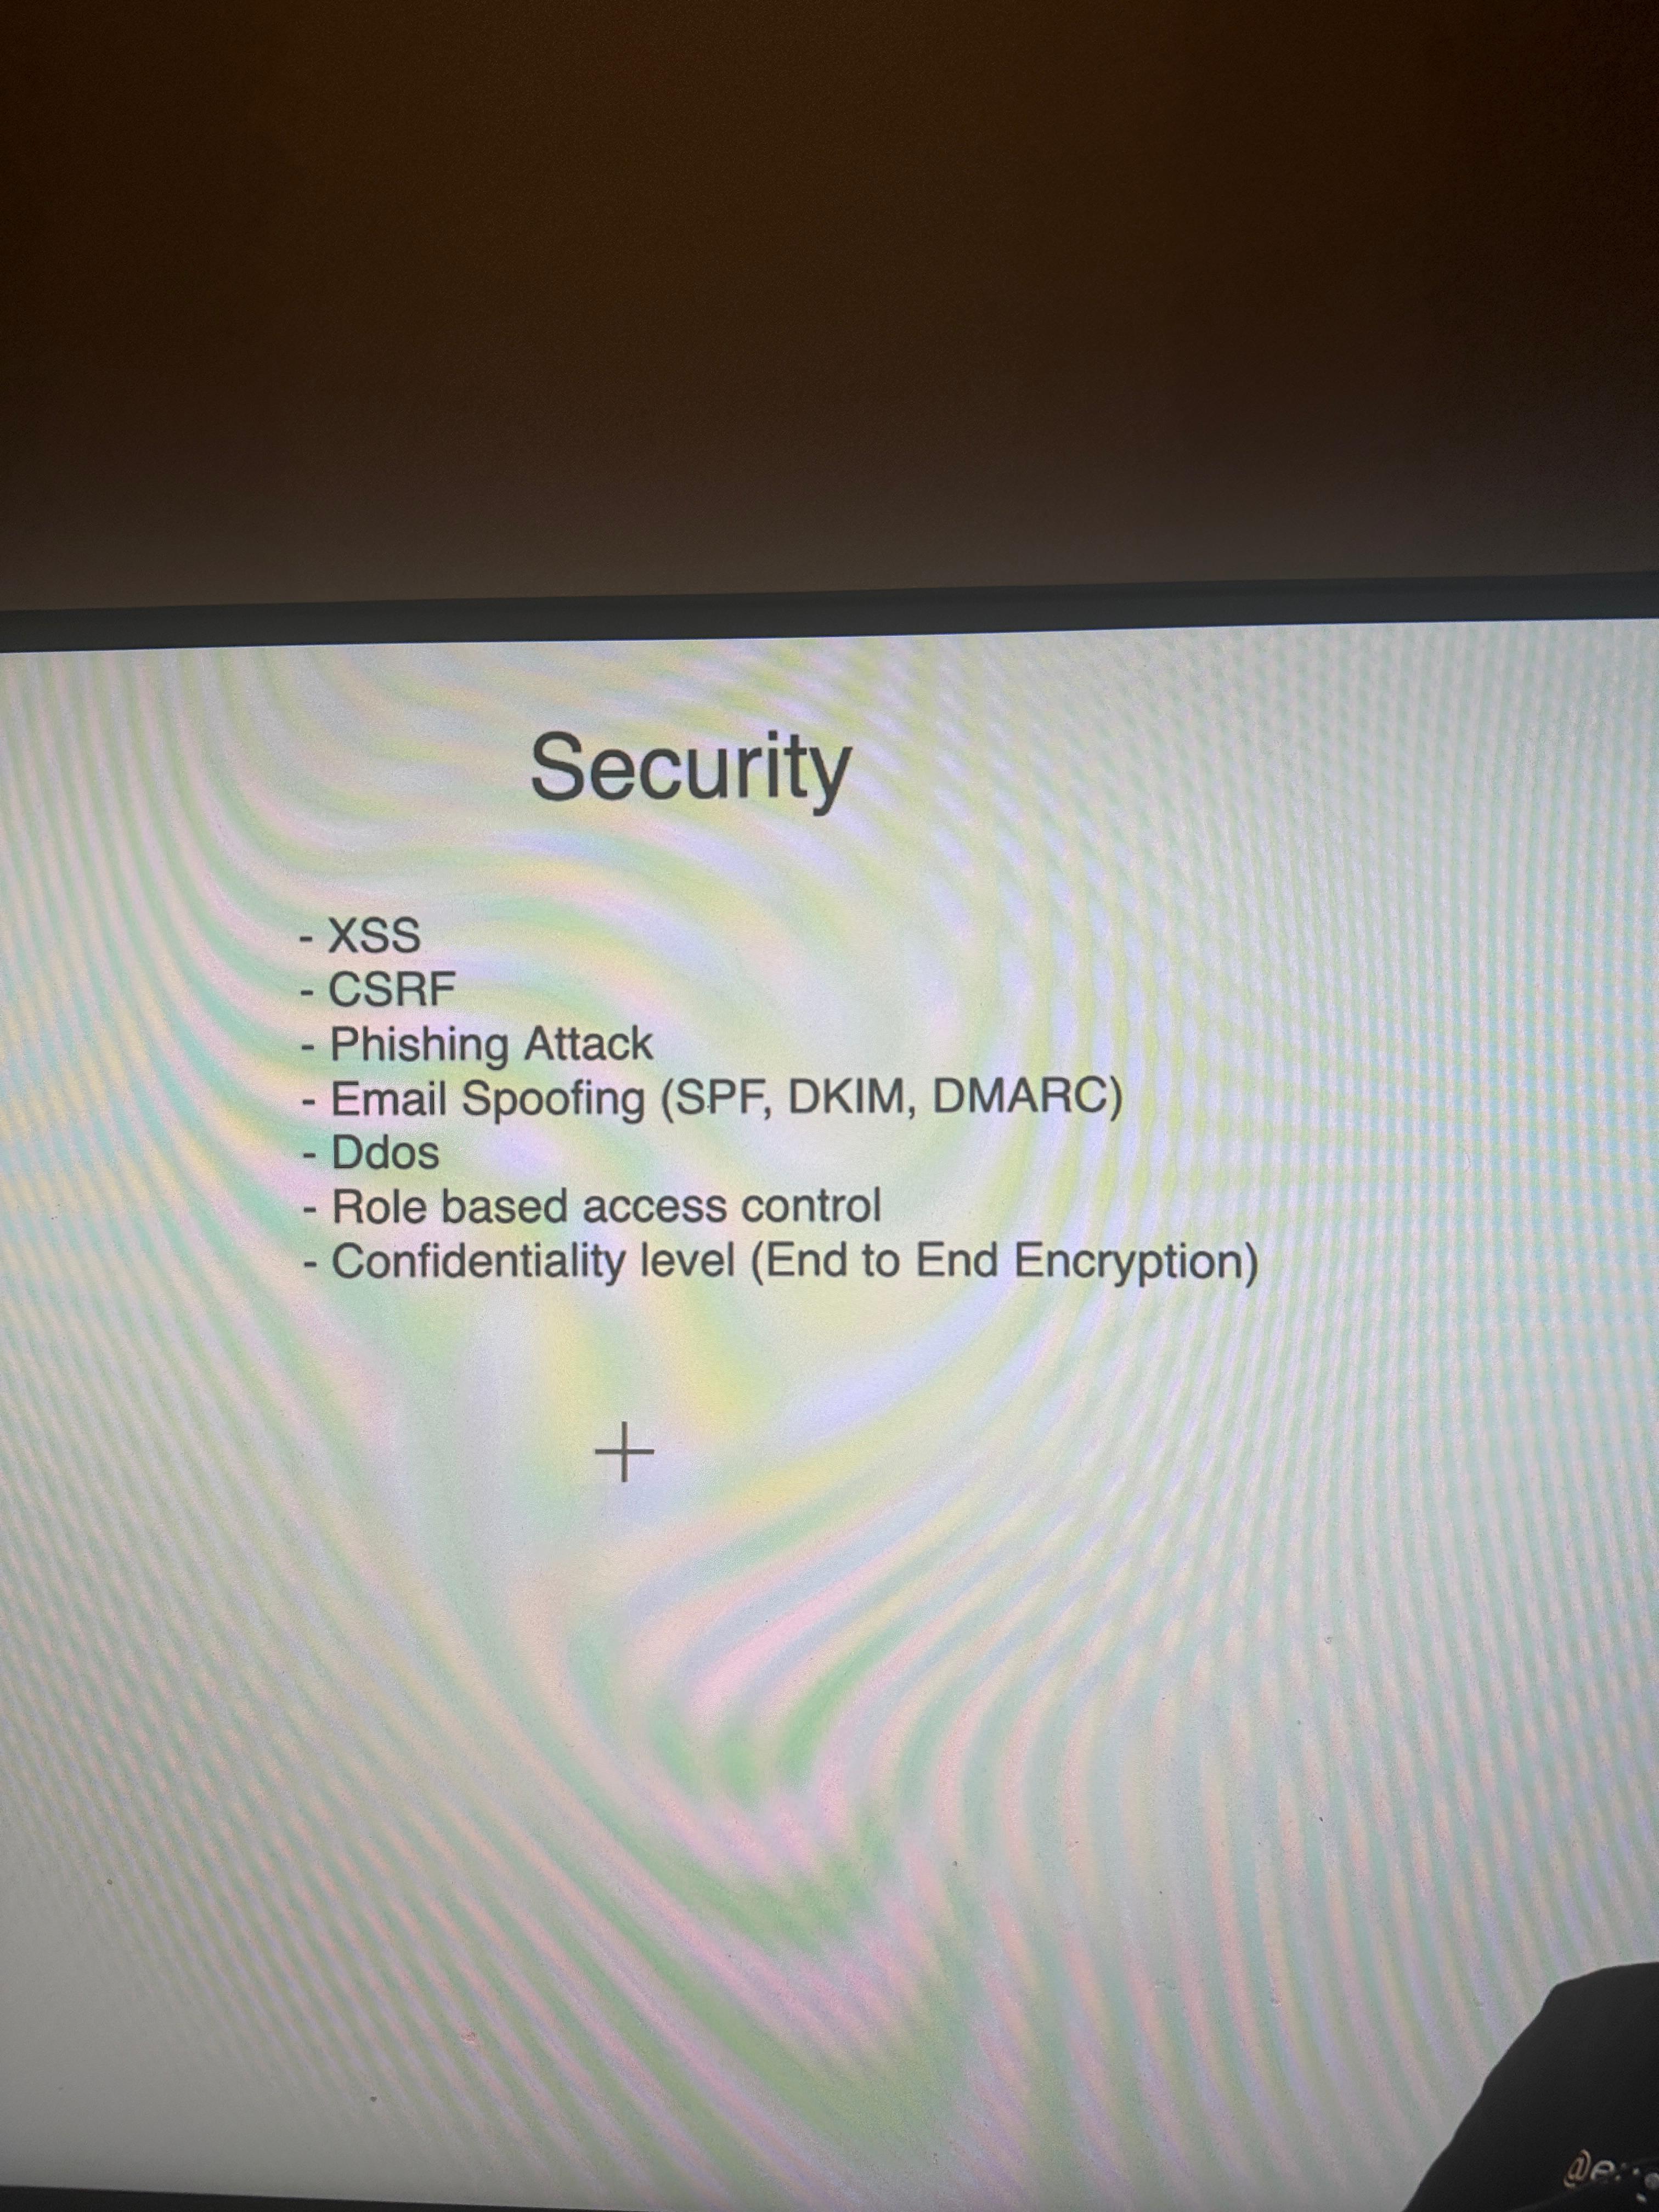 Security
- XSS
- CSRF
- Phishing Attack
- Email Spoofing (SPF, DKIM, DMARC)
- Ddos
- Role based access control
- Confidentiality level (End to End Encryption)